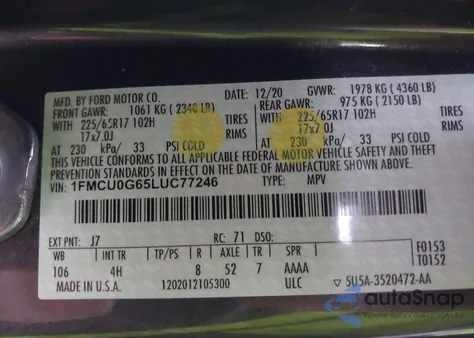 MFD. BY FORD MOTOR CO.
DATE: 12/20 GVWR: 1978 KG ( 4360 LB)
FRONT GAWR: 1061 KG ( 2340 LB)
REAR GAWR: 975 KG ( 2150 LB)
WITH 225/65R17 102H TIRES
WITH 225/65R17 102H TIRES
17x7.0J RIMS
17x7.0J RIMS
AT 230 kPa/ 33 PSI COLD
AT 230 kPa/ 33 PSI COLD
THIS VEHICLE CONFORMS TO ALL APPLICABLE FEDERAL MOTOR VEHICLE SAFETY AND THEFT
PREVENTION STANDARDS IN EFFECT ON THE DATE OF MANUFACTURE SHOWN ABOVE.
VIN: 1FMCU0G65LUC77246
TYPE: MPV
EXT PNT: J7 RC: 71 DSO:
WB INT TR TP/PS R AXLE TR SPR
106 4H 8 52 7 AAAA
F0153
T0152
MADE IN U.S.A. 1202012105300 ULC ▽ 5U5A-3520472-AA
autoSnap